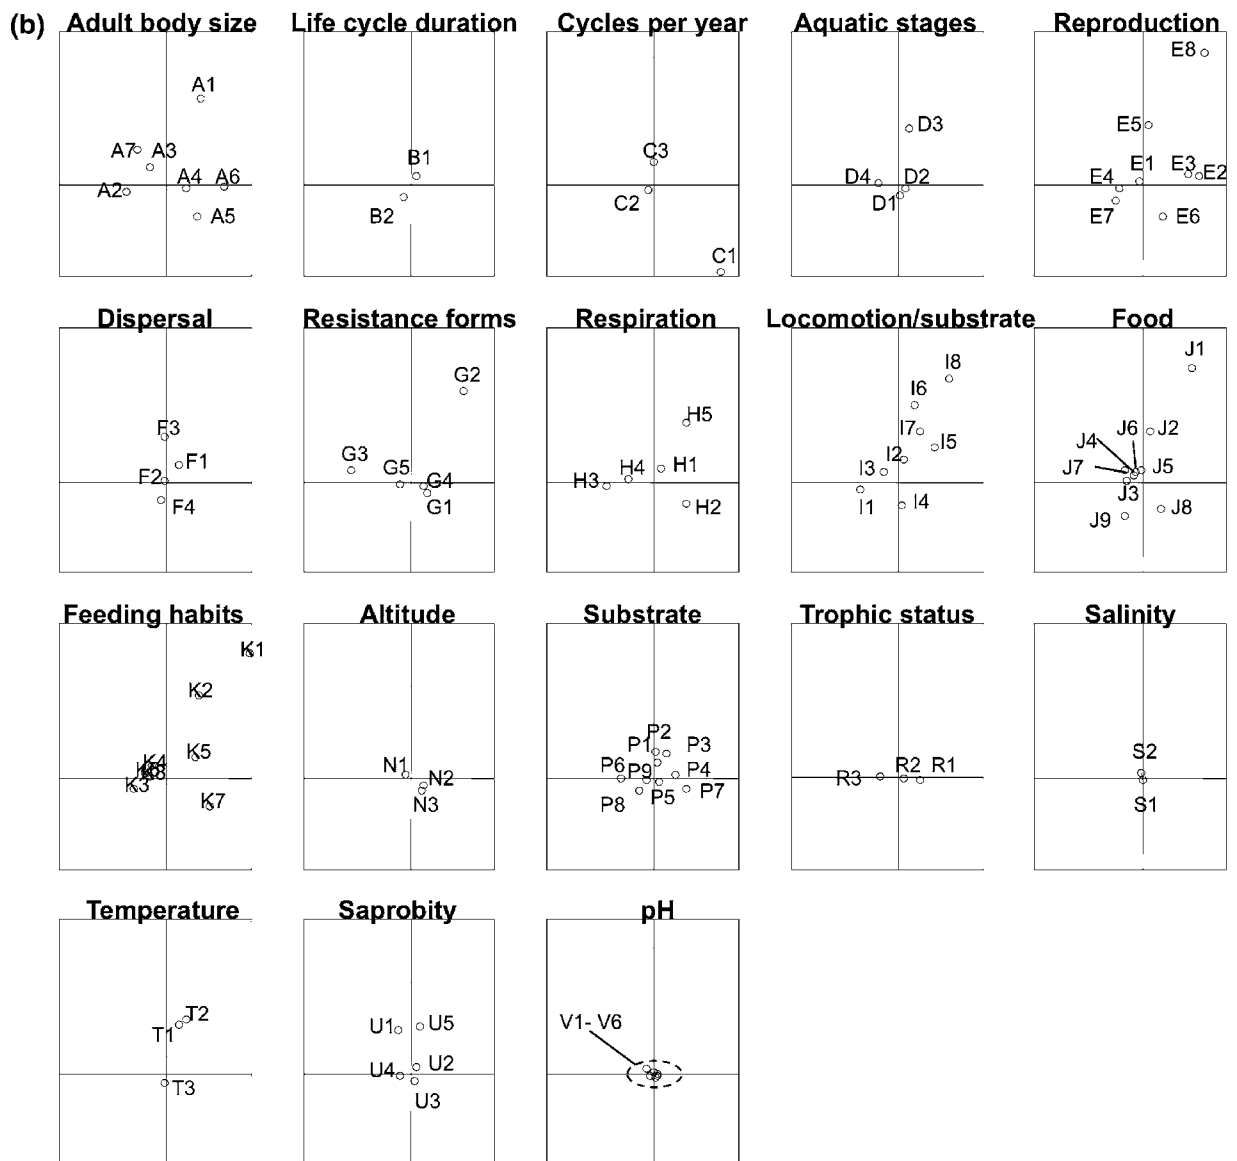 (b) Adult body size Life cycle duration Cycles per year Aquatic stages Reproduction
A1
A7 A3
A2 A4 A6
A5
B1
B2
C3
C2
C1
D3
D4 D2
D1
E8
E5
E1 E3 E2
E4
E7 E6
Dispersal Resistance forms Respiration Locomotion/substrate Food
F3
F1
F2
F4
G2
G3 G5
G4
G1
H5
H4 H1
H3
H2
I8
I6
I7 I5
I2
I3
I1 I4
J1
J6 J2
J4
J7 J5
J3
J9 J8
Feeding habits Altitude Substrate Trophic status Salinity
K1
K2
K5
K4
K3
K7
N1
N2
N3
P2
P1 P3
P6 P9 P4
P8 P5 P7
R3 R2 R1
S2
S1
Temperature Saprobity pH
T2
T1
T3
U1 U5
U4 U2
U3
V1- V6